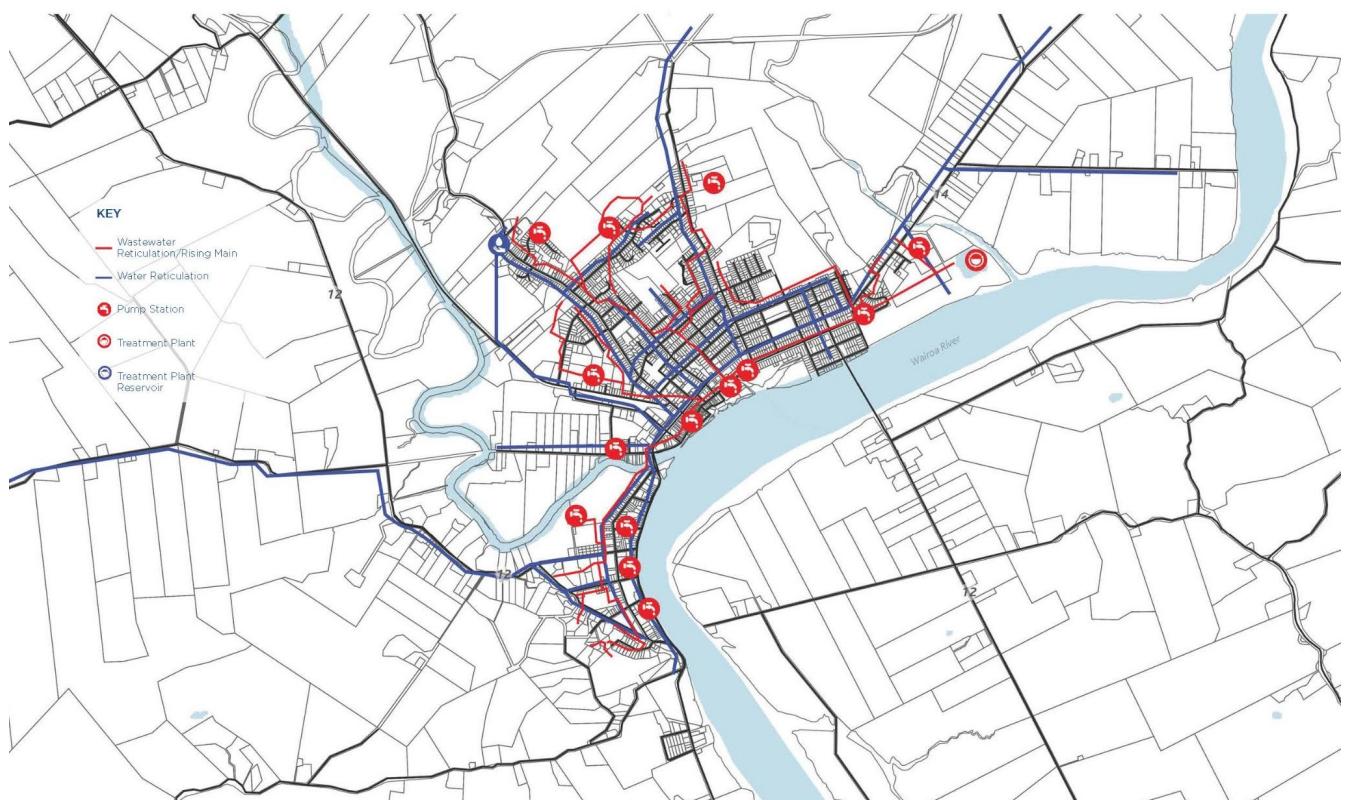 KEY
Wastewater
Reticulation/Rising Main
Water Reticulation
Pump Station
Treatment Plant
Treatment Plant
Reservoir
12
14
Wairoa River
12
12